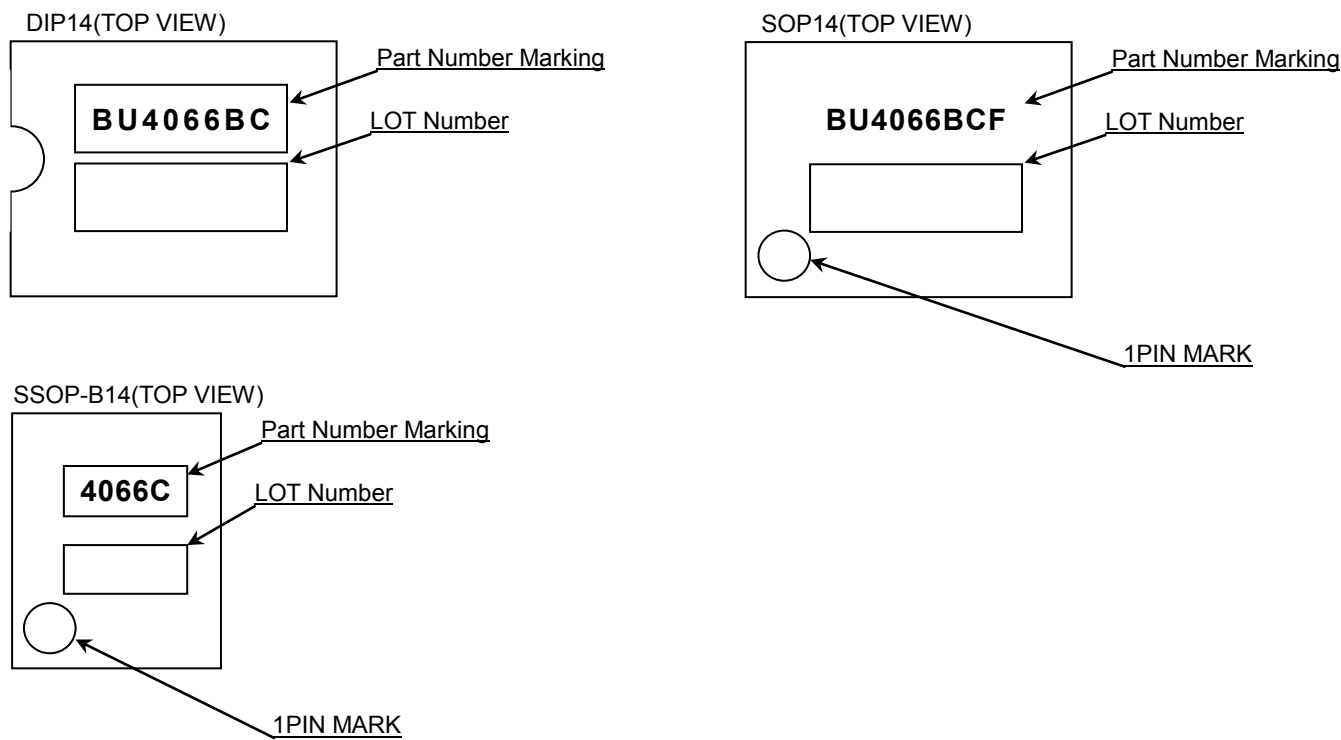 DIP14(TOP VIEW)
Part Number Marking
BU4066BC
LOT Number
SOP14(TOP VIEW)
Part Number Marking
BU4066BCF
LOT Number
1PIN MARK
SSOP-B14(TOP VIEW)
Part Number Marking
4066C
LOT Number
1PIN MARK